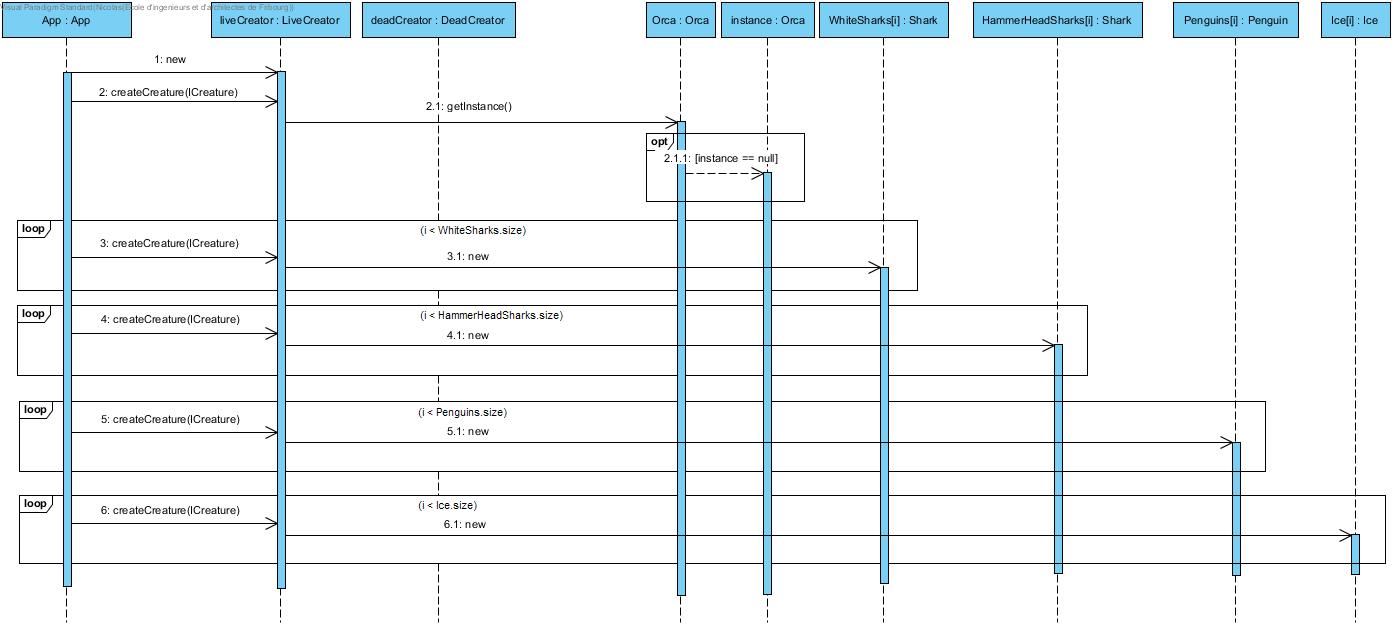 Visual Paradigm Standard(Nicolas(Ecole d'ingenieurs et d'architectes de Fribourg))
App : App
liveCreator : LiveCreator
deadCreator : DeadCreator
Orca : Orca
instance : Orca
WhiteSharks[i] : Shark
HammerHeadSharks[i] : Shark
Penguins[i] : Penguin
Ice[i] : Ice
1: new
2: createCreature(ICreature)
2.1: getInstance()
opt
2.1.1: [instance == null]
loop
(i < WhiteSharks.size)
3: createCreature(ICreature)
3.1: new
loop
(i < HammerHeadSharks.size)
4: createCreature(ICreature)
4.1: new
loop
(i < Penguins.size)
5: createCreature(ICreature)
5.1: new
loop
(i < Ice.size)
6: createCreature(ICreature)
6.1: new